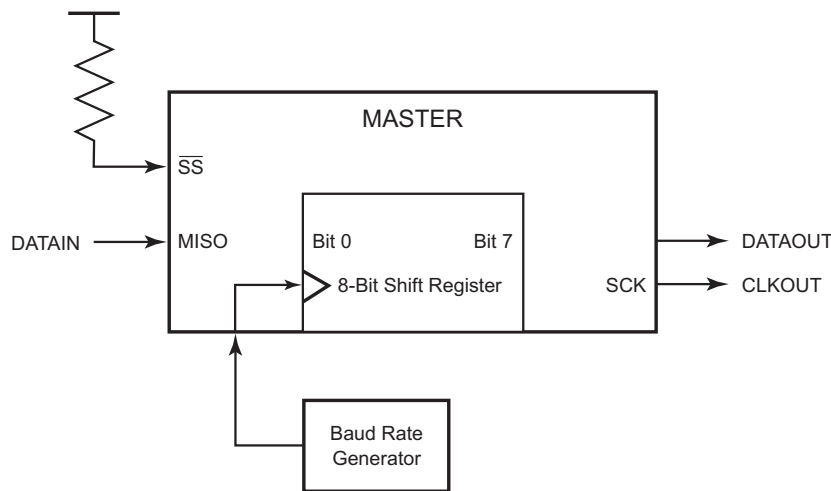 MASTER
SS
DATAIN
MISO
Bit 0
Bit 7
DATAOUT
8-Bit Shift Register
SCK
CLKOUT
Baud Rate
Generator